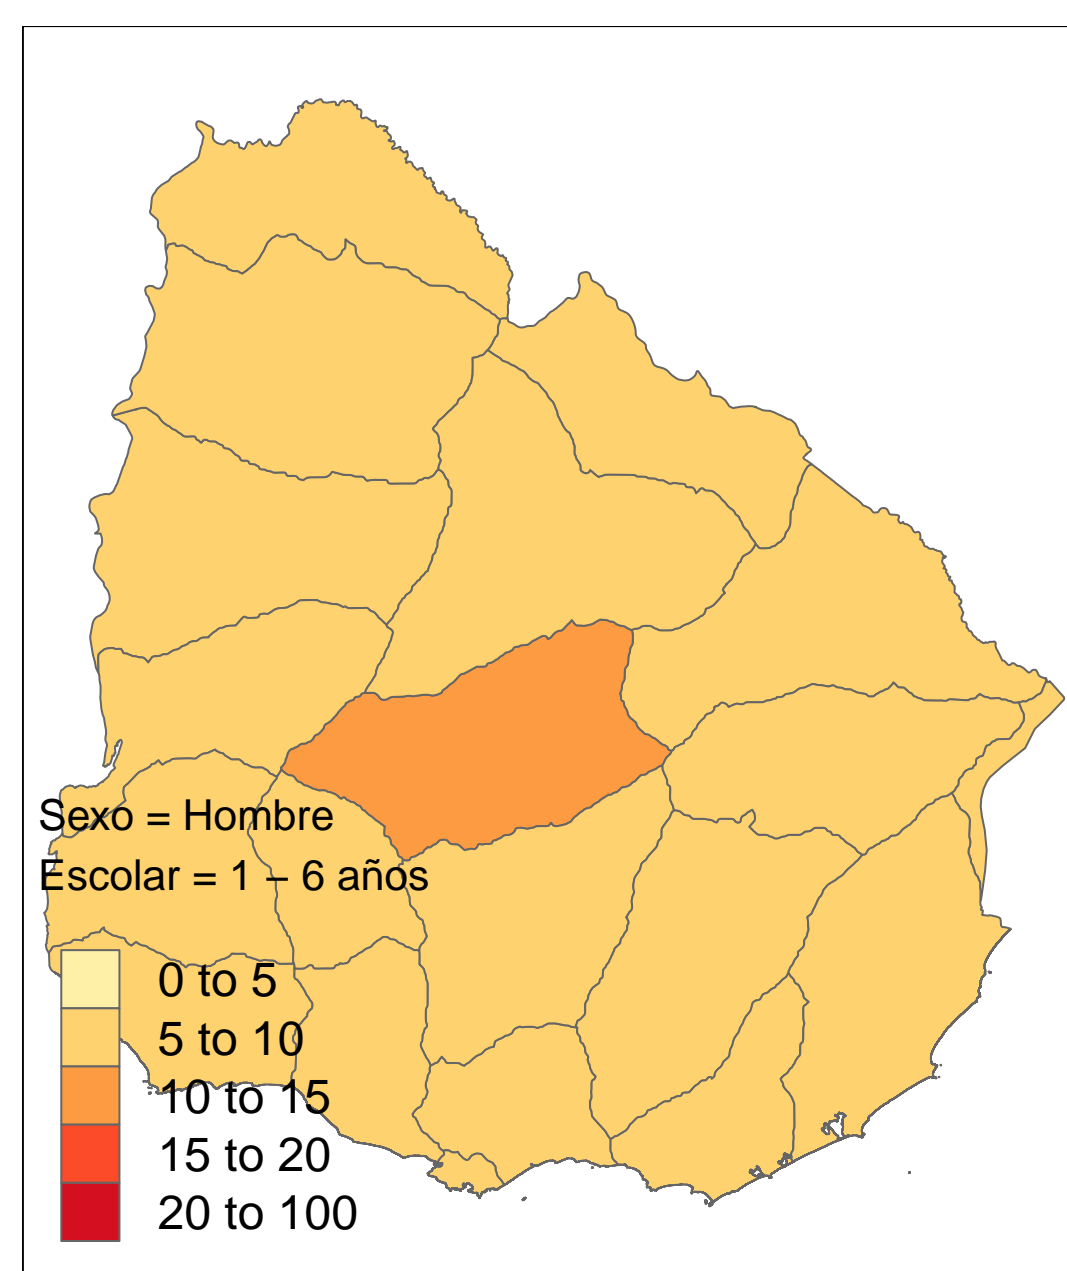 Sexo = Hombre
Escolar = 1 – 6 años
0 to 5
5 to 10
10 to 15
15 to 20
20 to 100